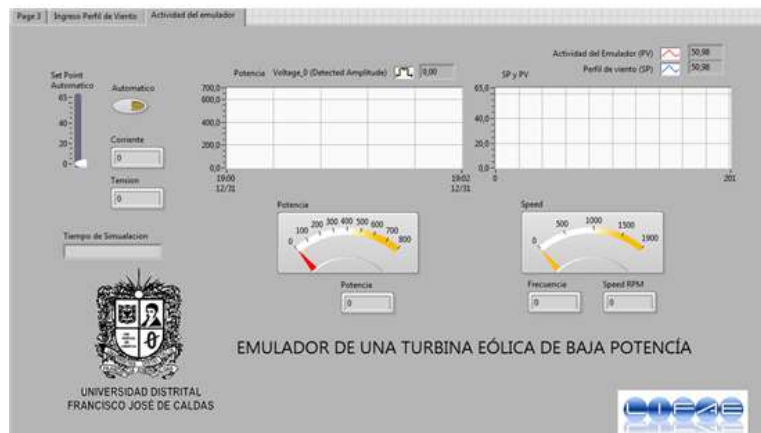 Page 3 Ingreso Perfil de Viento Actividad del emulador
Actividad del Emulador (PV) 50,98
Perfil de viento (SP) 50,98
Potencia Voltage_0 (Detected Amplitude) 0,00
SP y PV
Set Point
Automatico
Automatico
65
40
20
0
700,0
600,0
400,0
200,0
0,0
19:00
12/31
19:02
12/31
65,0
40,0
20,0
0,0
0
201
Corriente
0
Tension
0
Tiempo de Simualacion
Potencia
0 100 200 300 400 500 600 700 800
Potencia
0
Speed
0 500 1000 1500 1900
Frecuencia
0
Speed RPM
0
EMULADOR DE UNA TURBINA EÓLICA DE BAJA POTENCÍA
UNIVERSIDAD DISTRITAL
FRANCISCO JOSÉ DE CALDAS
LIFAE